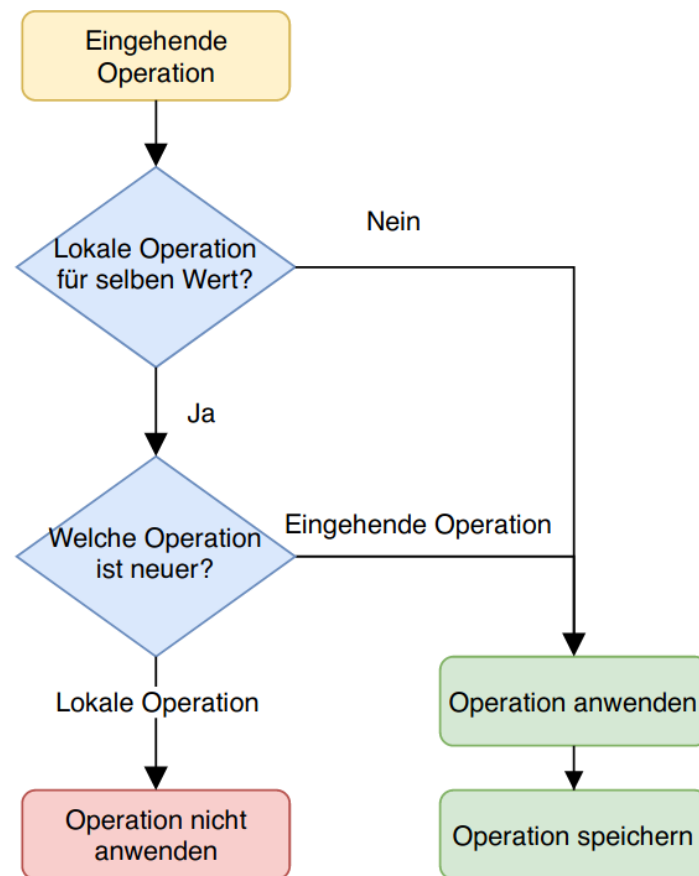 Eingehende
Operation
Lokale Operation
für selben Wert?
Nein
Ja
Welche Operation
ist neuer?
Eingehende Operation
Lokale Operation
Operation anwenden
Operation nicht
anwenden
Operation speichern